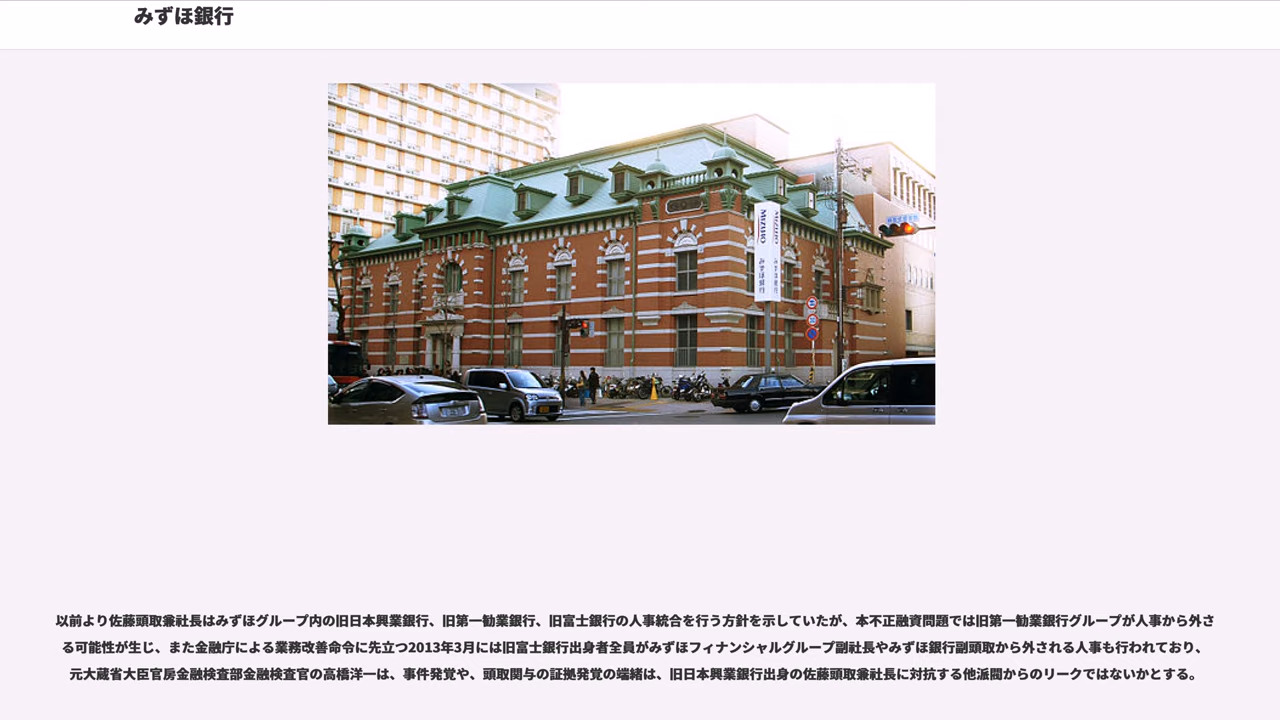 みずほ銀行
MIZUHO
みずほ銀行
MIZUHO
みずほ銀行
以前より佐藤頭取兼社長はみずほグループ内の旧日本興業銀行、旧第一勧業銀行、旧富士銀行の人事統合を行う方針を示していたが、本不正融資問題では旧第一勧業銀行グループが人事から外さ
る可能性が生じ、また金融庁による業務改善命令に先立つ2013年3月には旧富士銀行出身者全員がみずほフィナンシャルグループ副社長やみずほ銀行副頭取から外される人事も行われており、
元大蔵省大臣官房金融検査部金融検査官の高橋洋一は、事件発覚や、頭取関与の証拠発覚の端緒は、旧日本興業銀行出身の佐藤頭取兼社長に対抗する他派閥からのリークではないかとする。